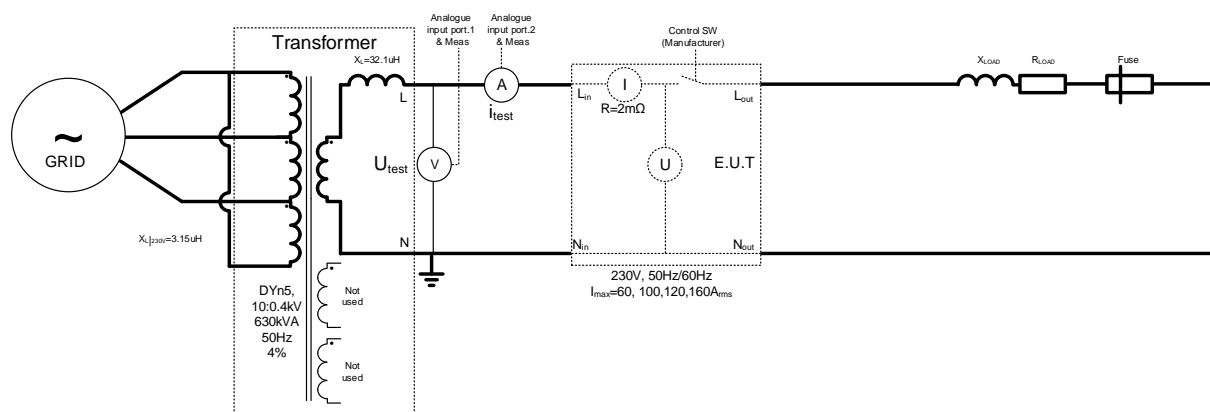 Analogue
input port.1
& Meas
Analogue
input port.2
& Meas
Control SW
(Manufacturer)
Transformer
XL=32.1uH
XLOAD
RLOAD
Fuse
~
GRID
L
A
itest
Lin
I
R=2mΩ
Lout
Utest
V
U
E.U.T
XL|230V=3.15uH
N
Nin
Nout
230V, 50Hz/60Hz
Imax=60, 100,120,160Arms
DYn5,
10:0.4kV
630kVA
50Hz
4%
Not
used
Not
used